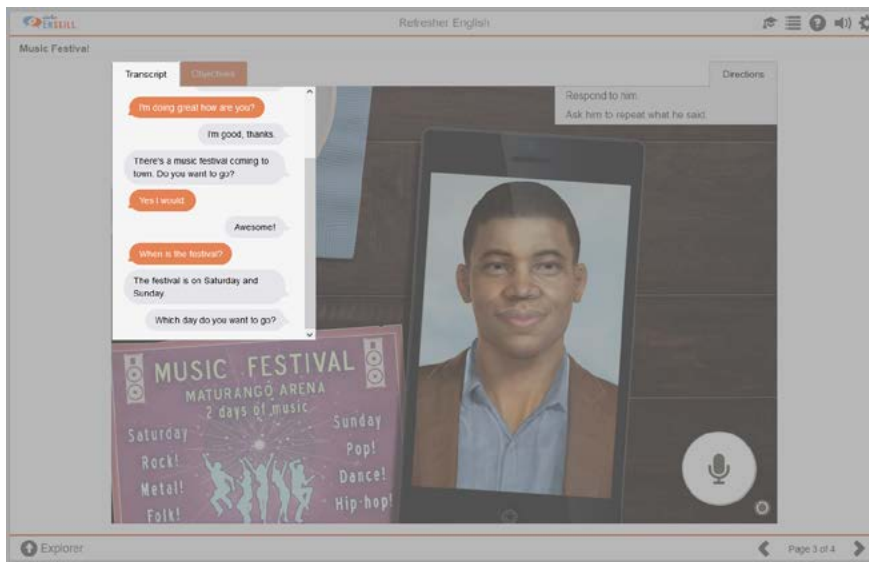 ENSKILL
Refresher English
Music Festival
Transcript
Objectives
Directions
Respond to him.
Ask him to repeat what he said.
I'm doing great how are you?
I'm good, thanks.
There's a music festival coming to
town. Do you want to go?
Yes I would
Awesome!
When is the festival?
The festival is on Saturday and
Sunday.
Which day do you want to go?
MUSIC FESTIVAL
MATURANGO ARENA
2 days of music
Saturday
Rock!
Metal!
Folk!
Sunday
Pop!
Dance!
Hip-hop!
Explorer
Page 3 of 4